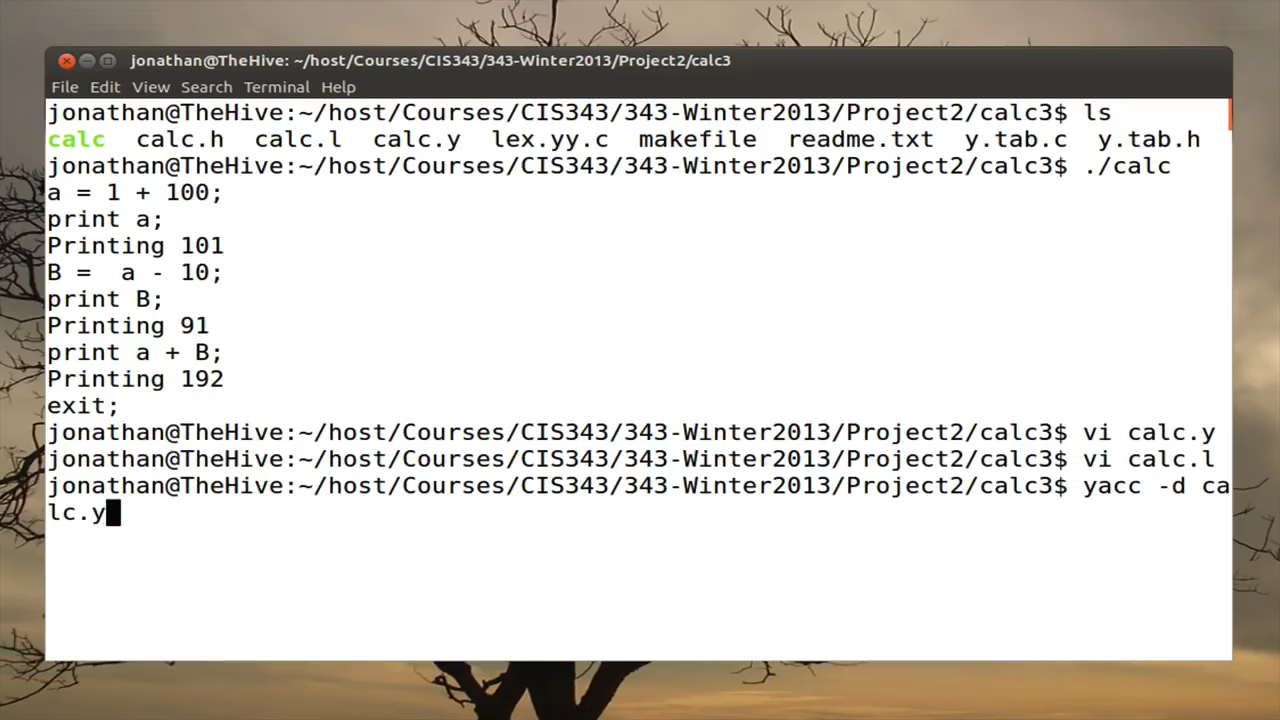 jonathan@TheHive: ~/host/Courses/CIS343/343-Winter2013/Project2/calc3
File Edit View Search Terminal Help
jonathan@TheHive:~/host/Courses/CIS343/343-Winter2013/Project2/calc3$ ls
calc calc.h calc.l calc.y lex.yy.c makefile readme.txt y.tab.c y.tab.h
jonathan@TheHive:~/host/Courses/CIS343/343-Winter2013/Project2/calc3$ ./calc
a = 1 + 100;
print a;
Printing 101
B =  a - 10;
print B;
Printing 91
print a + B;
Printing 192
exit;
jonathan@TheHive:~/host/Courses/CIS343/343-Winter2013/Project2/calc3$ vi calc.y
jonathan@TheHive:~/host/Courses/CIS343/343-Winter2013/Project2/calc3$ vi calc.l
jonathan@TheHive:~/host/Courses/CIS343/343-Winter2013/Project2/calc3$ yacc -d ca
lc.y